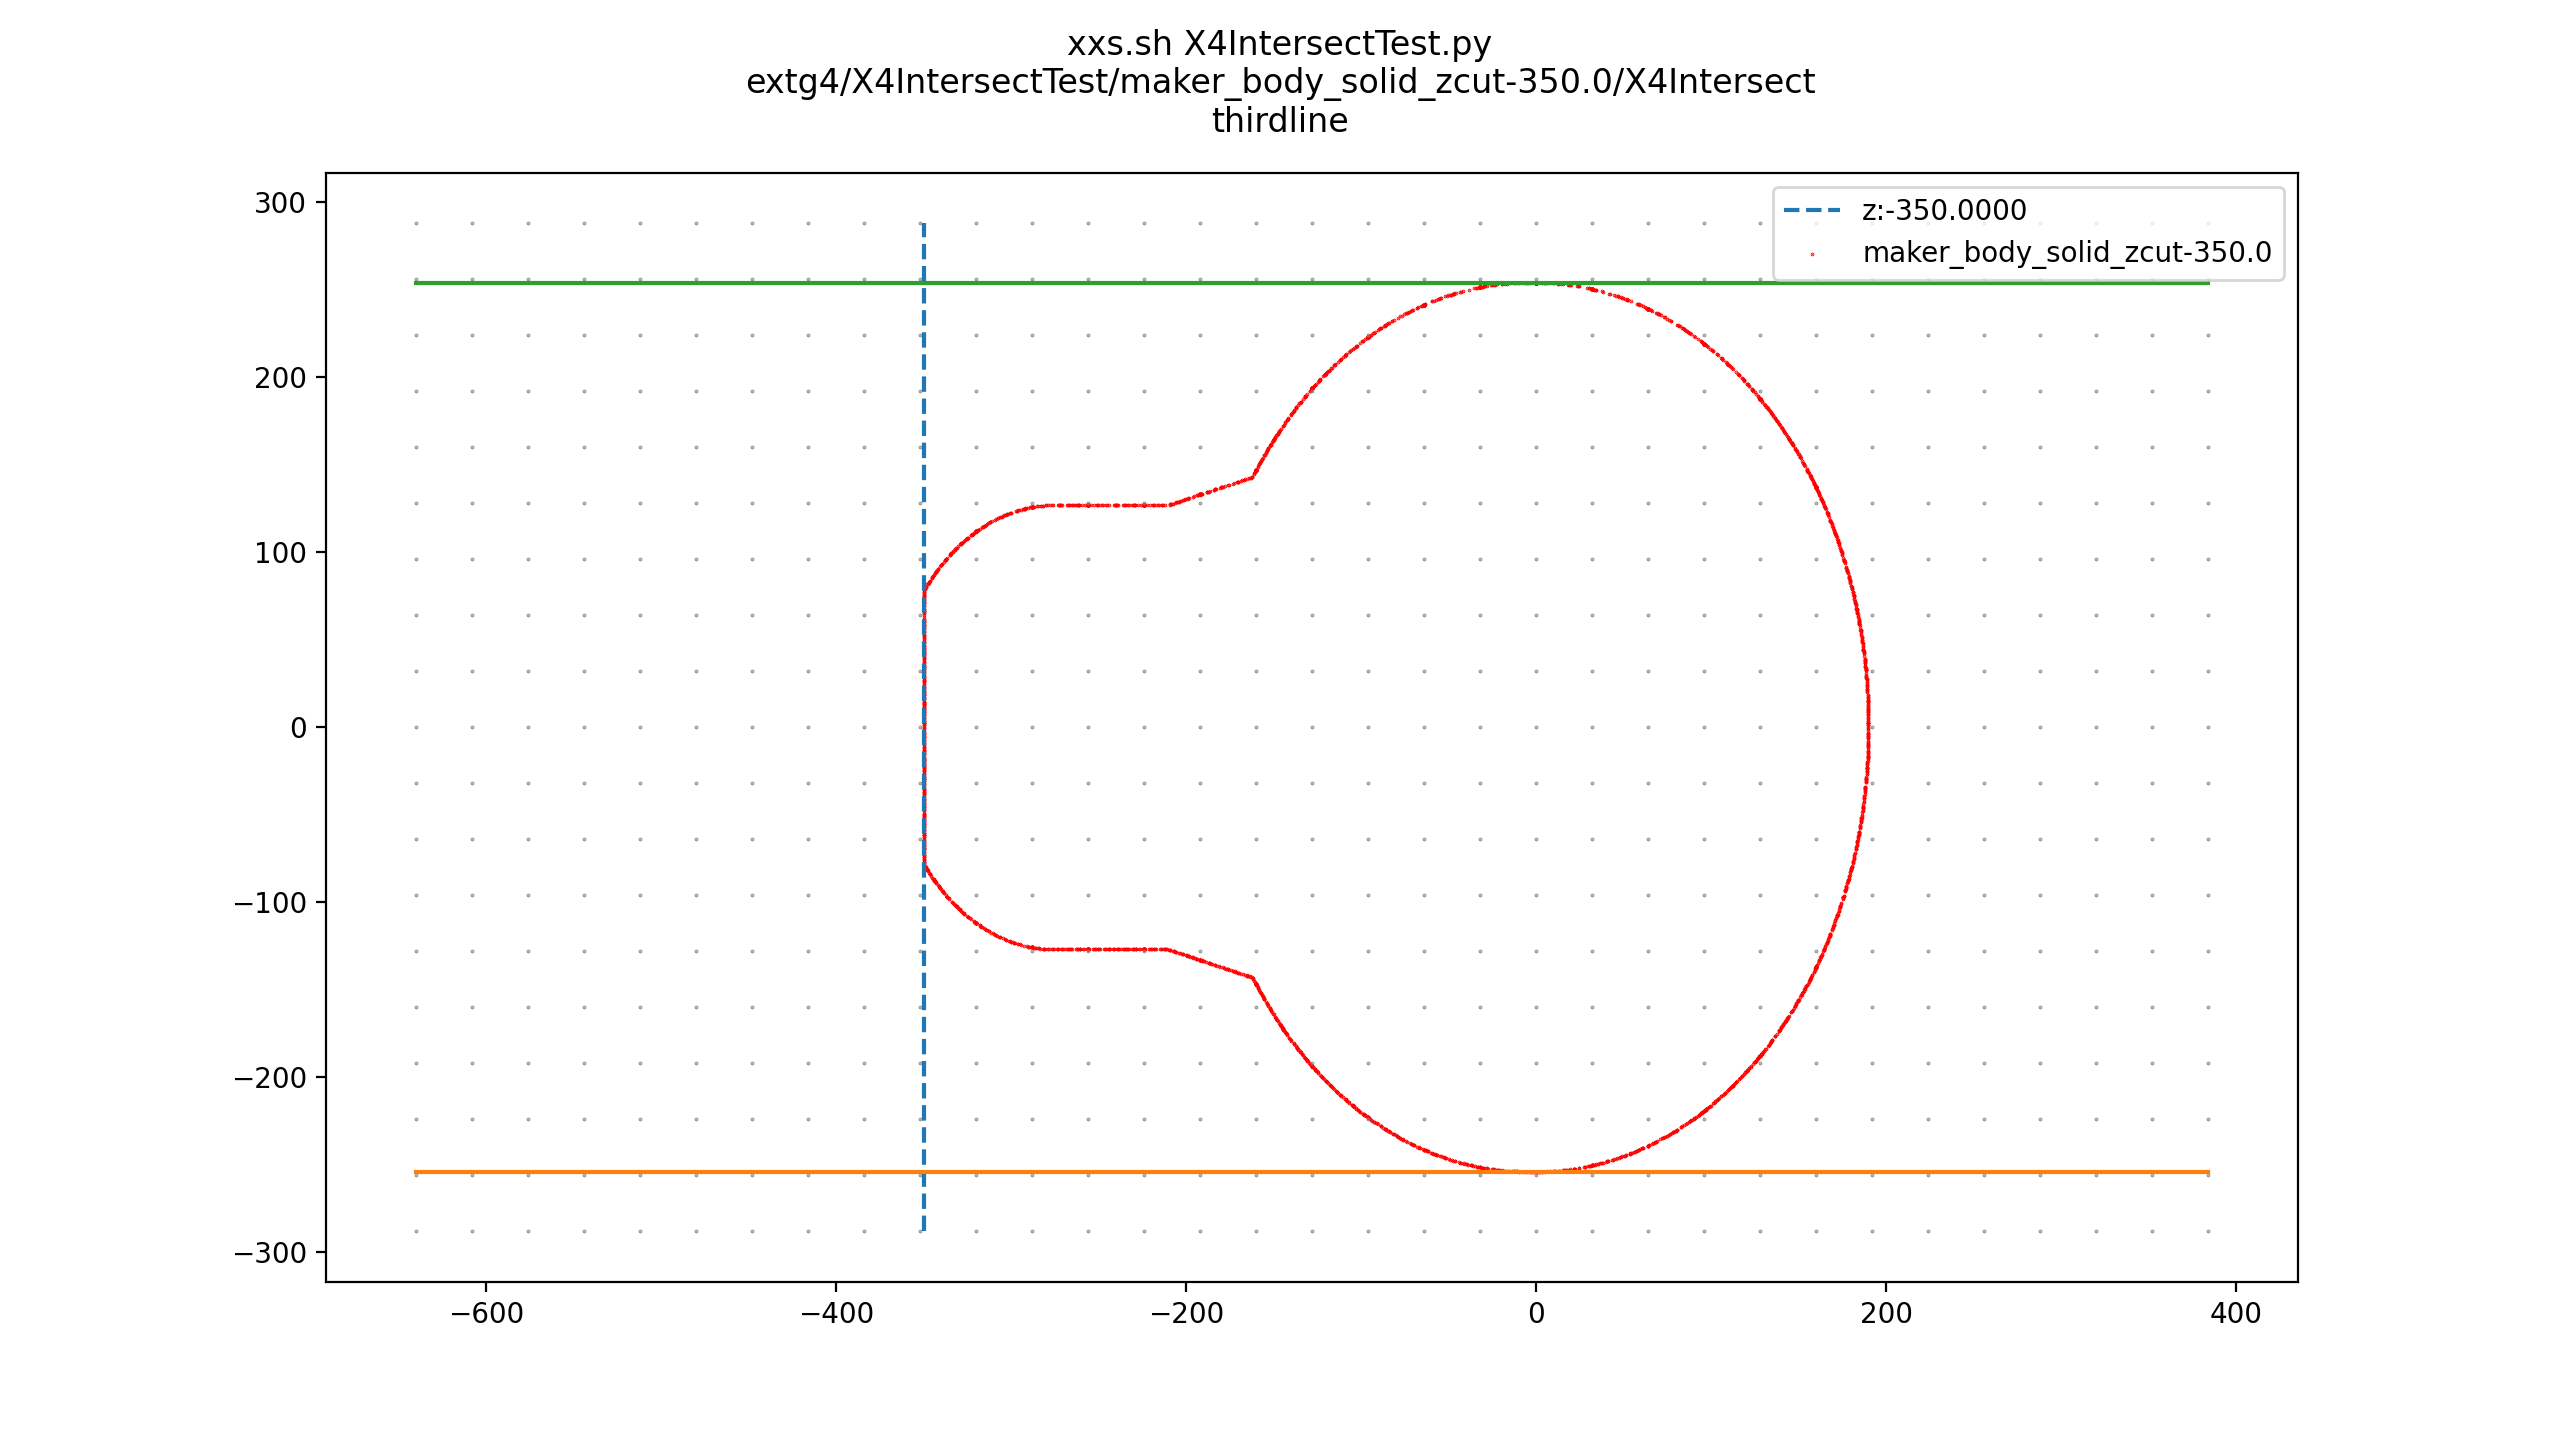 xxs.sh X4IntersectTest.py
extg4/X4IntersectTest/maker_body_solid_zcut-350.0/X4Intersect
thirdline
z:-350.0000
maker_body_solid_zcut-350.0
300
200
100
0
−100
−200
−300
−600
−400
−200
0
200
400